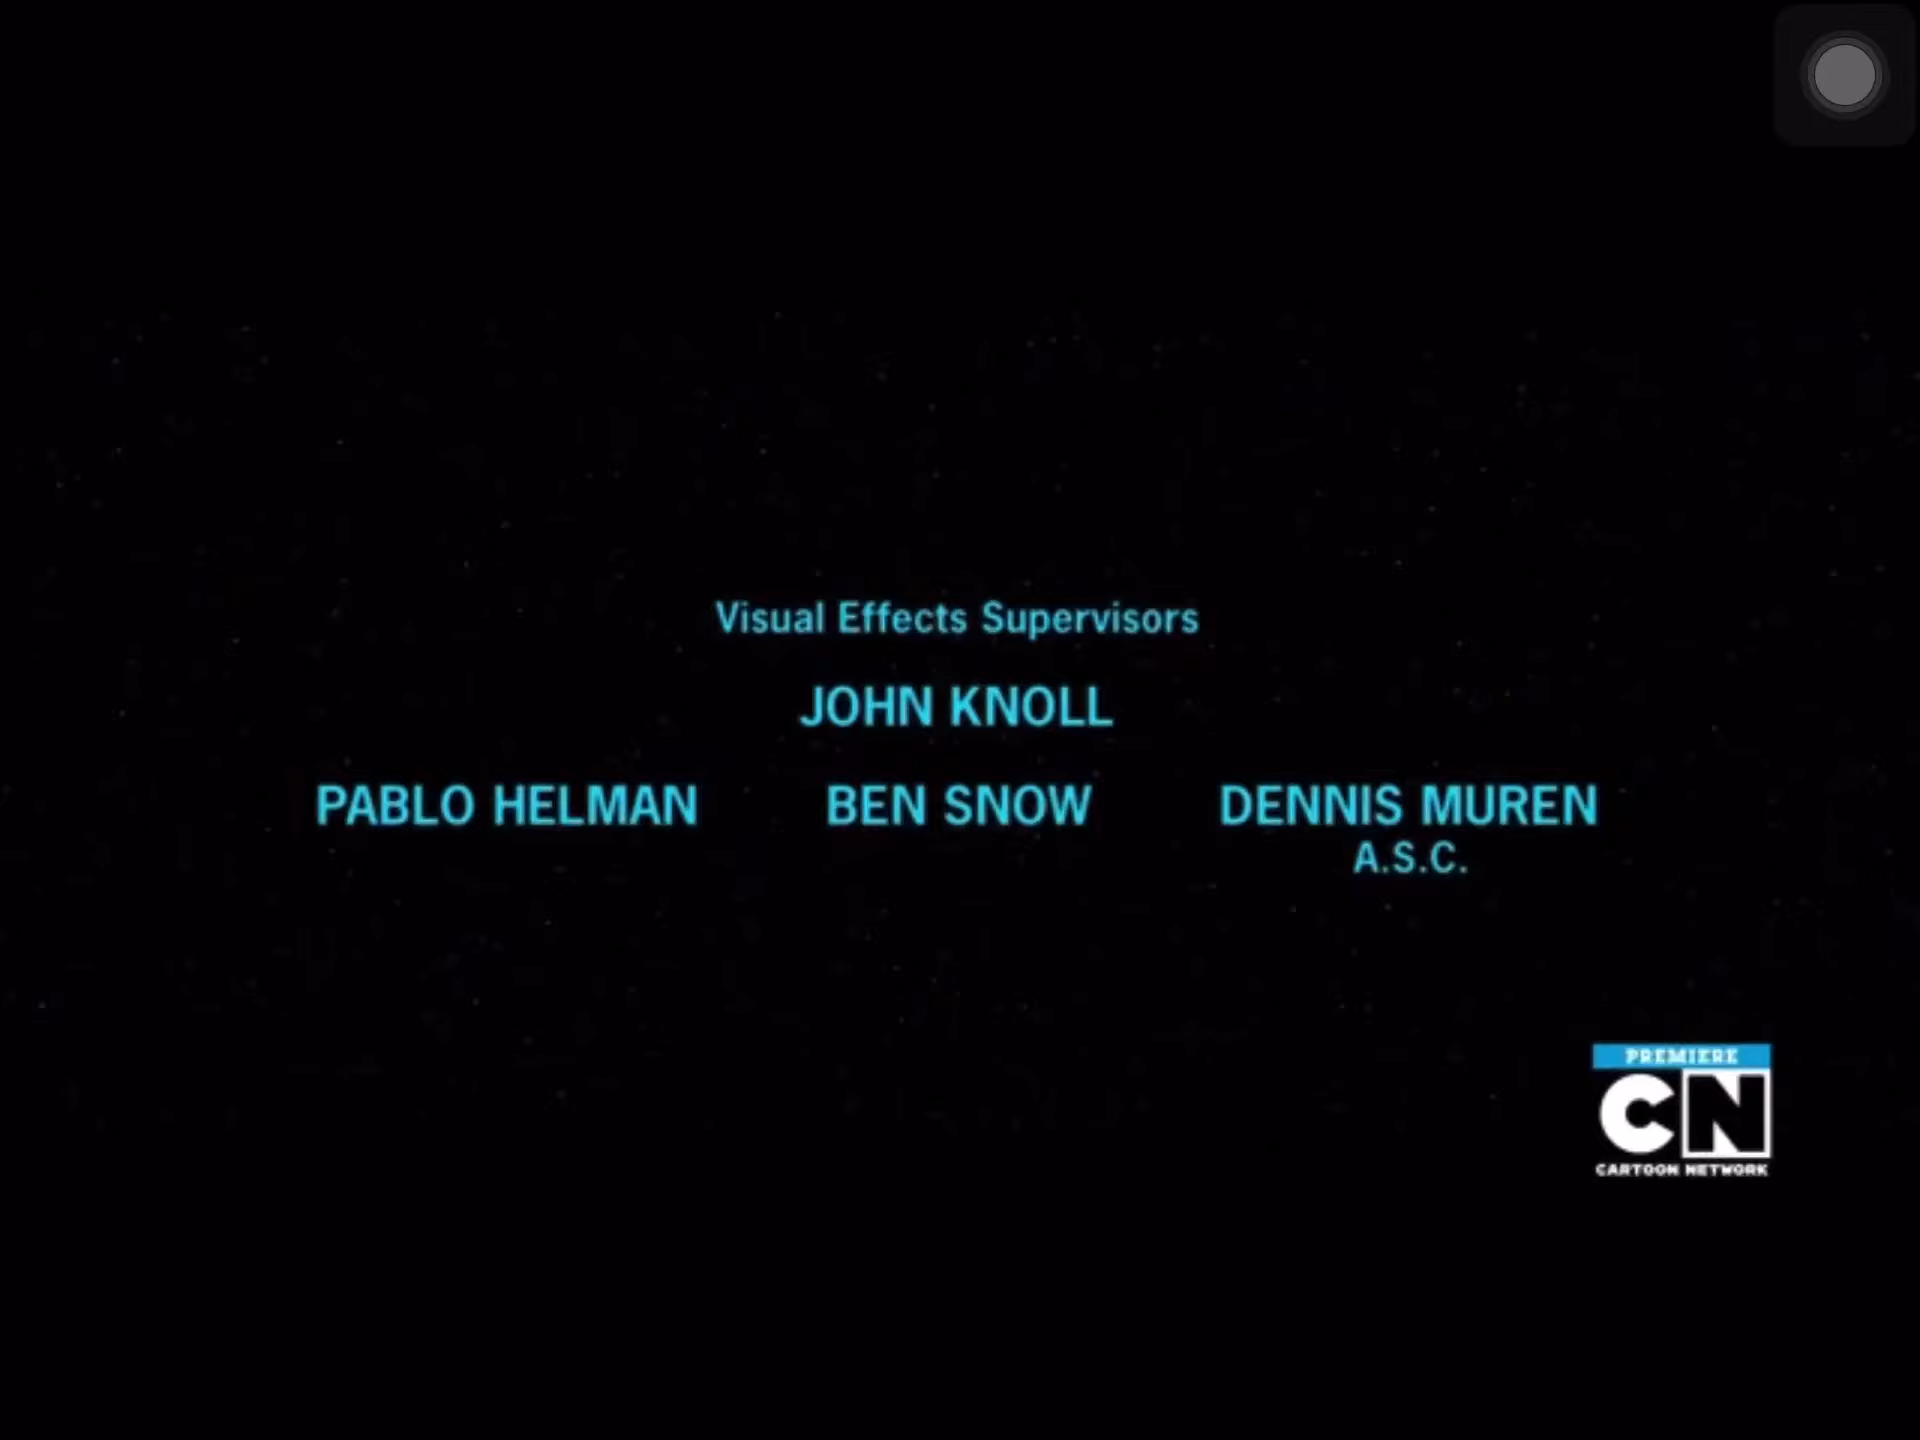 Visual Effects Supervisors
JOHN KNOLL
PABLO HELMAN BEN SNOW DENNIS MUREN
A.S.C.
PREMIERE
CN
CARTOON NETWORK